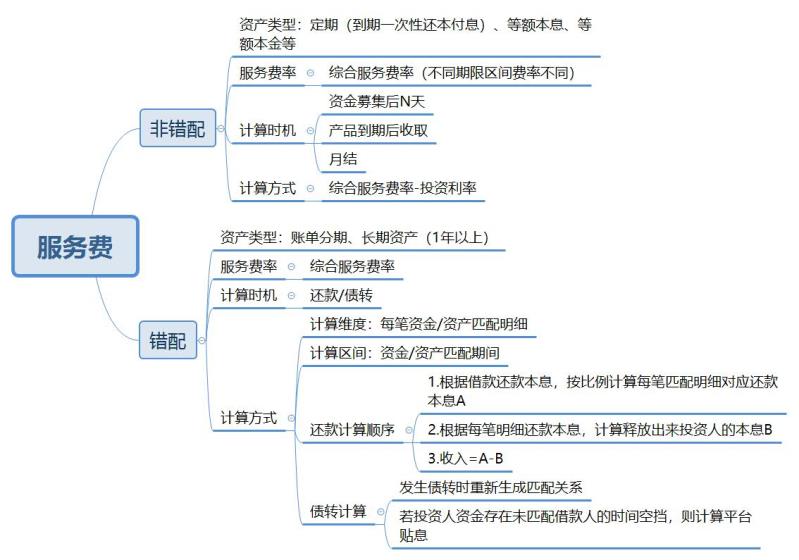 服务费
非错配
资产类型：定期（到期一次性还本付息）、等额本息、等
额本金等
服务费率
综合服务费率（不同期限区间费率不同）
计算时机
资金募集后N天
产品到期后收取
月结
计算方式
综合服务费率-投资利率
错配
资产类型：账单分期、长期资产（1年以上）
服务费率
综合服务费率
计算时机
还款/债转
计算方式
计算维度：每笔资金/资产匹配明细
计算区间：资金/资产匹配期间
还款计算顺序
1.根据借款还款本息，按比例计算每笔匹配明细对应还款
本息A
2.根据每笔明细还款本息，计算释放出来投资人的本息B
3.收入=A-B
债转计算
发生债转时重新生成匹配关系
若投资人资金存在未匹配借款人的时间空挡，则计算平台
贴息